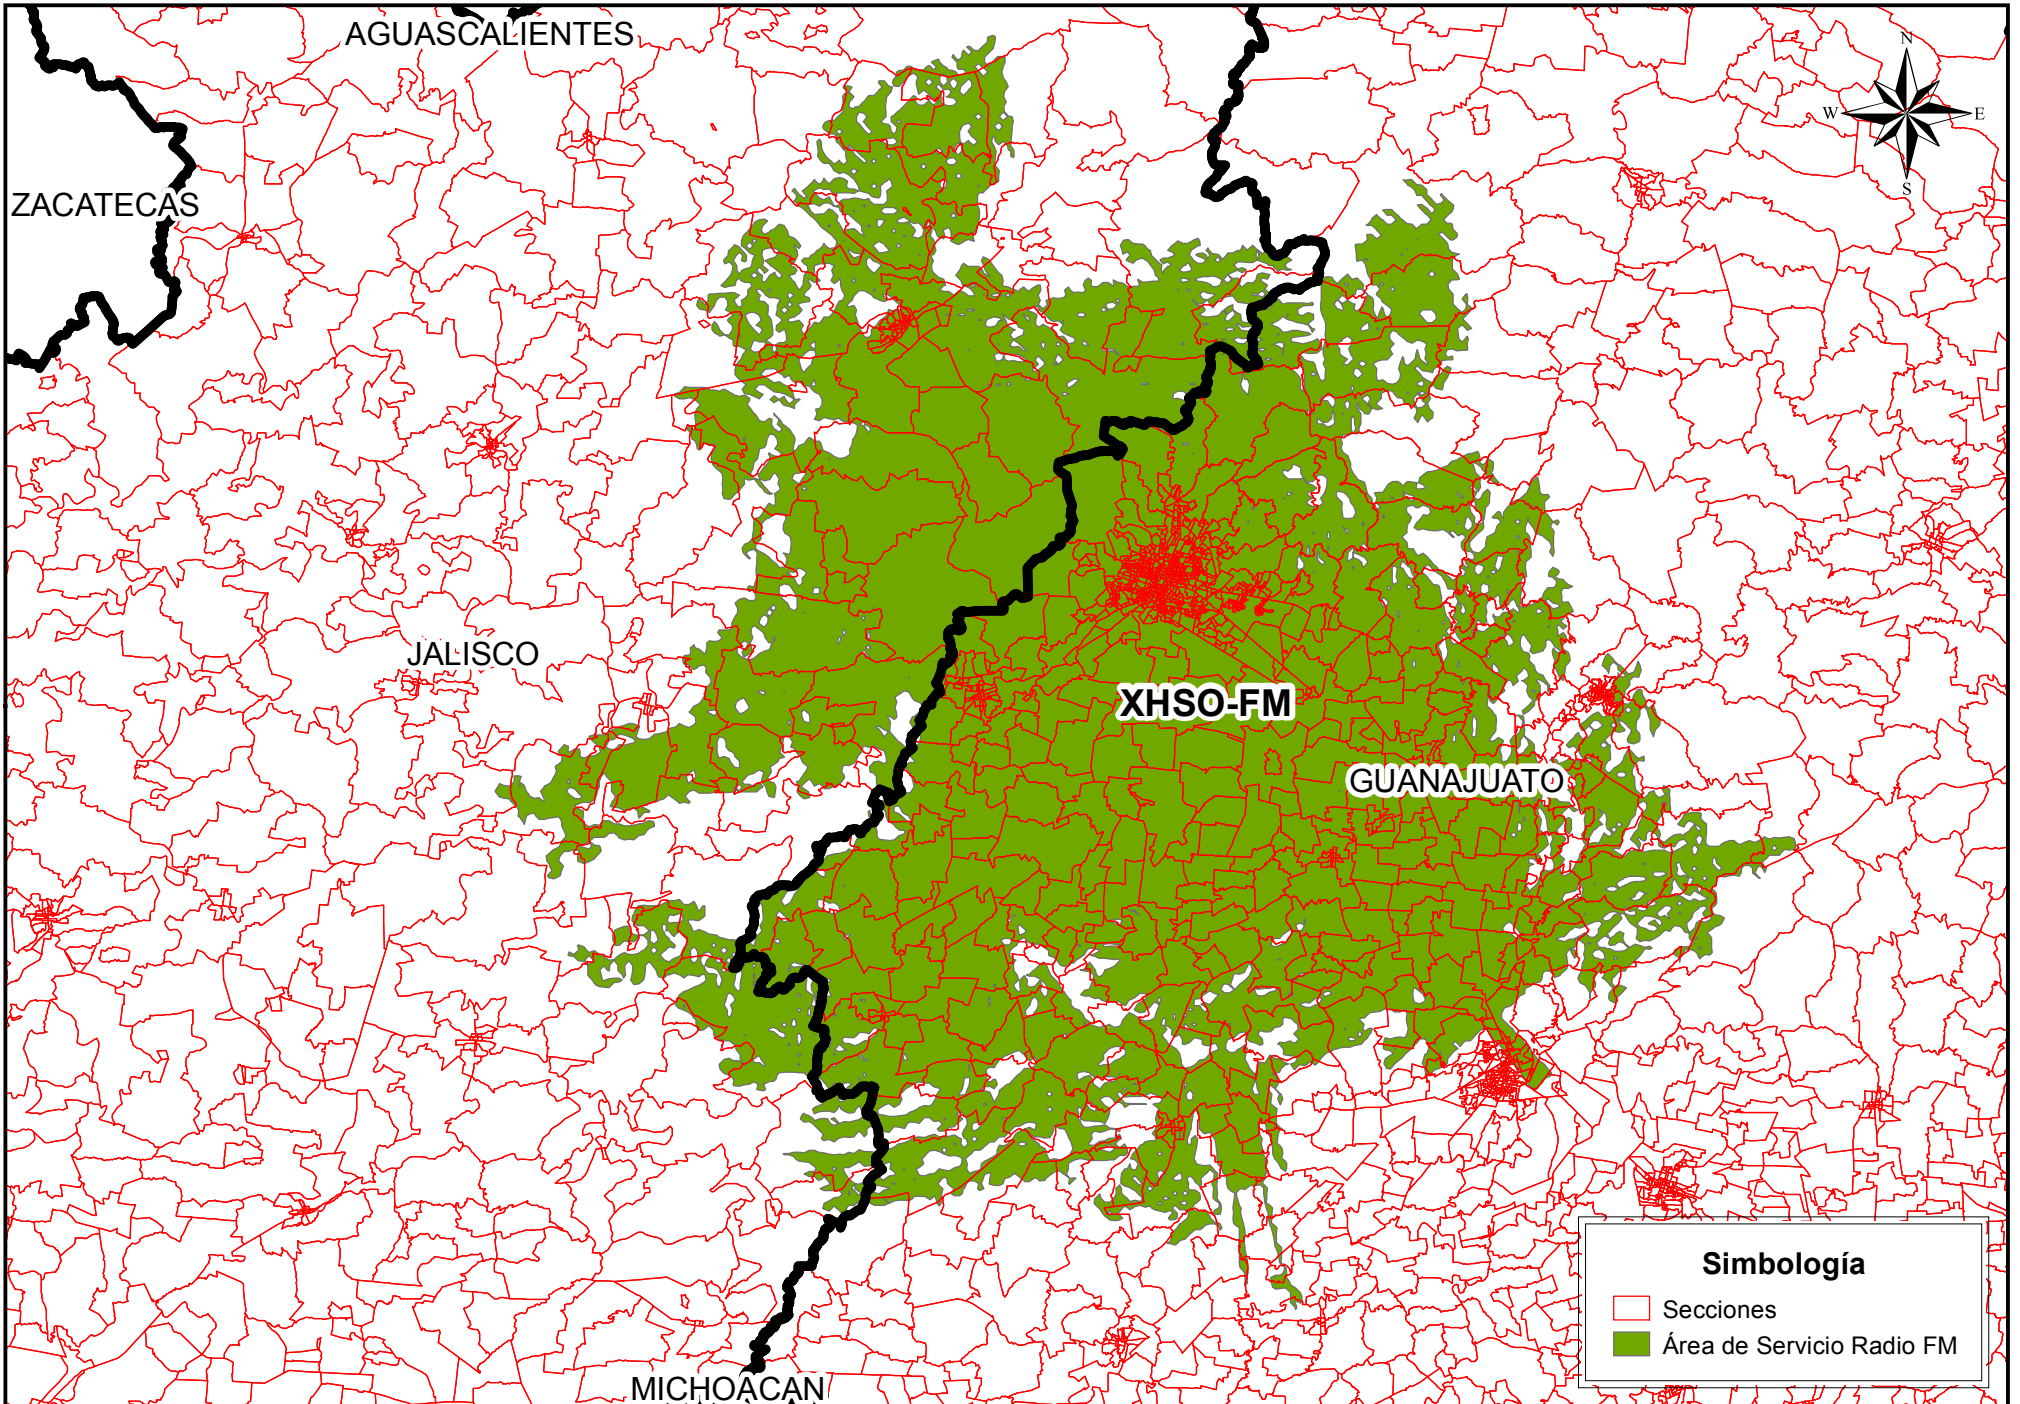 AGUASCALIENTES
N
W
E
S
ZACATECAS
JALISCO
XHSO-FM
GUANAJUATO
Simbología
Secciones
Área de Servicio Radio FM
MICHOACAN